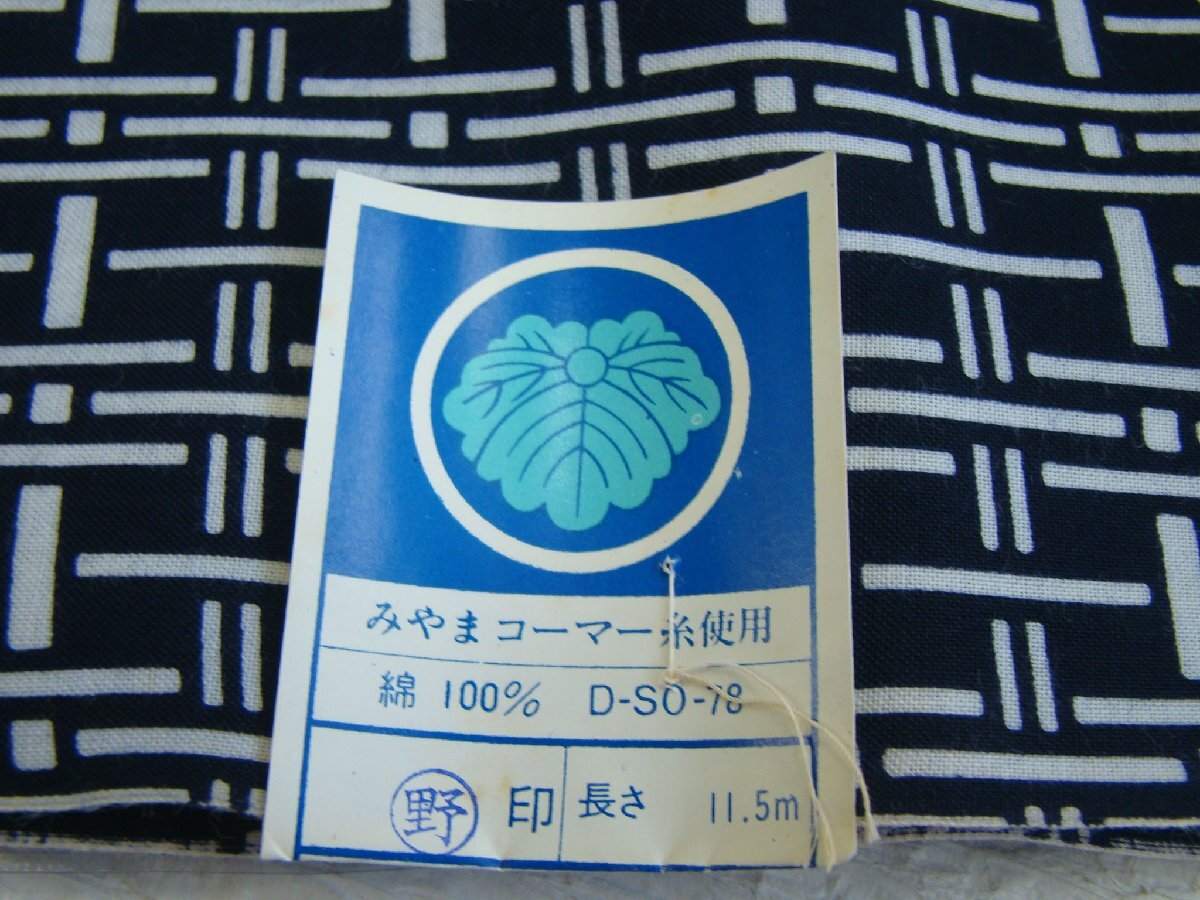 みやまコーマー糸使用
綿 100% D-SO-78
野 印 長さ 11.5m